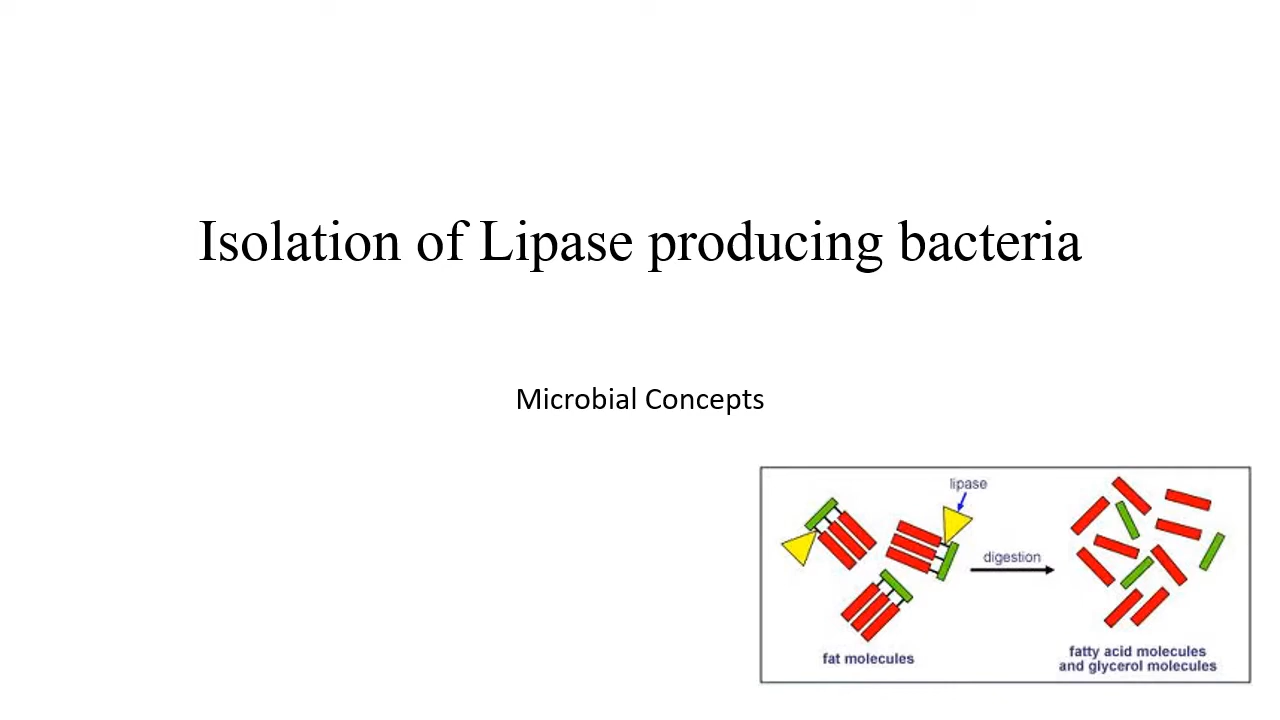 Isolation of Lipase producing bacteria
Microbial Concepts
lipase
digestion
fat molecules
fatty acid molecules
and glycerol molecules